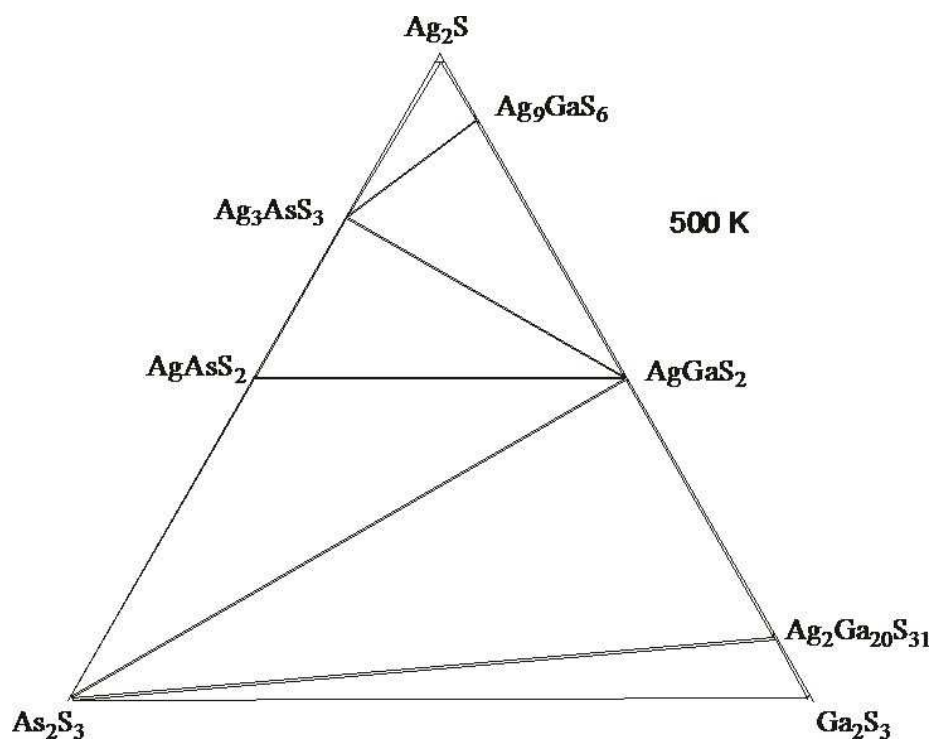 Ag₂S
Ag₉GaS₆
Ag₃AsS₃
500 K
AgAsS₂
AgGaS₂
Ag₂Ga₂₀S₃₁
As₂S₃
Ga₂S₃